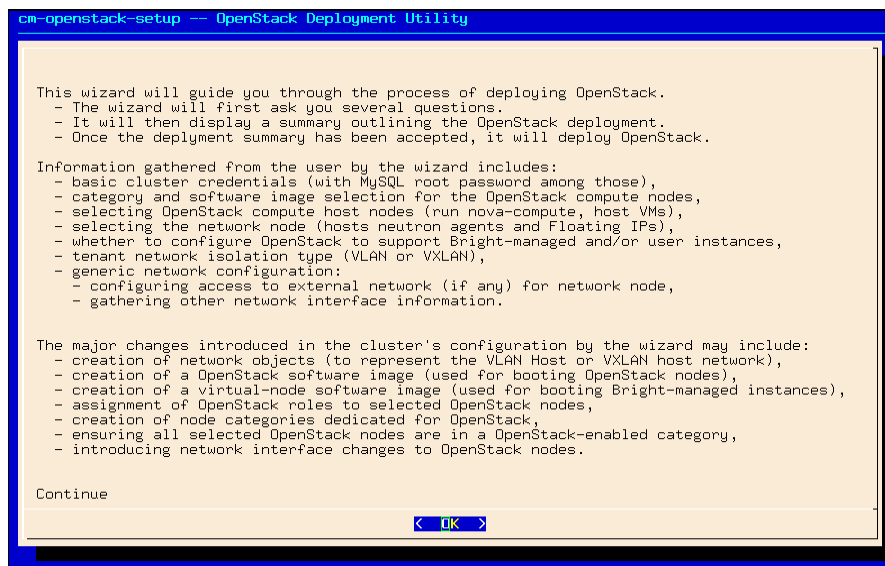 cm-openstack-setup -- OpenStack Deployment Utility
This wizard will guide you through the process of deploying OpenStack.
- The wizard will first ask you several questions.
- It will then display a summary outlining the OpenStack deployment.
- Once the deplyment summary has been accepted, it will deploy OpenStack.
Information gathered from the user by the wizard includes:
- basic cluster credentials (with MySQL root password among those),
- category and software image selection for the OpenStack compute nodes,
- selecting OpenStack compute host nodes (run nova-compute, host VMs),
- selecting the network node (hosts neutron agents and Floating IPs),
- whether to configure OpenStack to support Bright-managed and/or user instances,
- tenant network isolation type (VLAN or VXLAN),
- generic network configuration:
- configuring access to external network (if any) for network node,
- gathering other network interface information.
The major changes introduced in the cluster's configuration by the wizard may include:
- creation of network objects (to represent the VLAN Host or VXLAN host network),
- creation of a OpenStack software image (used for booting OpenStack nodes),
- creation of a virtual-node software image (used for booting Bright-managed instances),
- assignment of OpenStack roles to selected OpenStack nodes,
- creation of node categories dedicated for OpenStack,
- ensuring all selected OpenStack nodes are in a OpenStack-enabled category,
- introducing network interface changes to OpenStack nodes.
Continue
< OK >